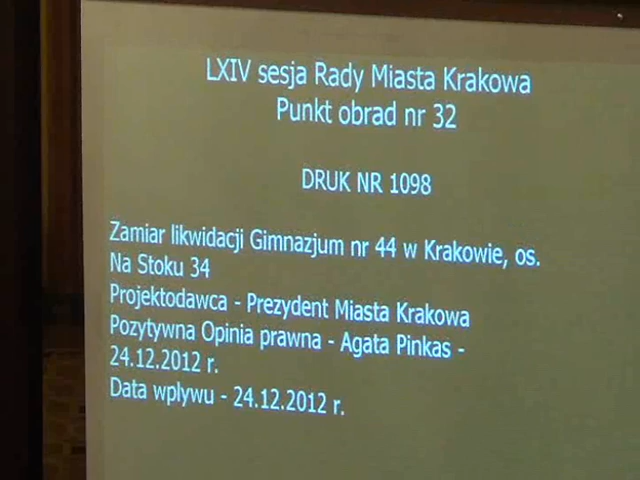 LXIV sesja Rady Miasta Krakowa
Punkt obrad nr 32
DRUK NR 1098
Zamiar likwidacji Gimnazjum nr 44 w Krakowie, os.
Na Stoku 34
Projektodawca - Prezydent Miasta Krakowa
Pozytywna Opinia prawna - Agata Pinkas -
24.12.2012 r.
Data wpływu - 24.12.2012 r.